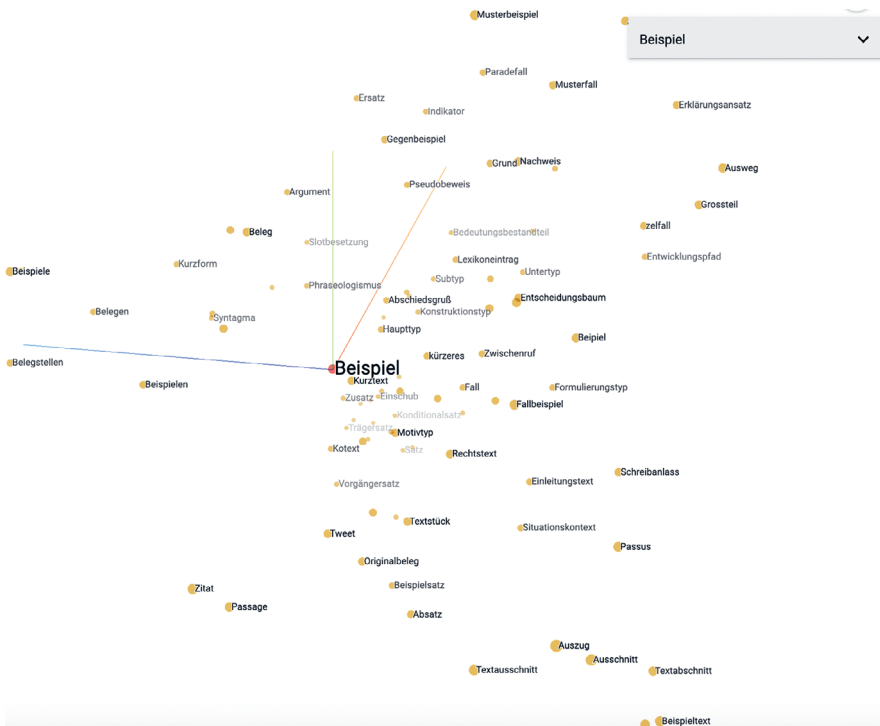 Musterbeispiel
Beispiel
Paradefall
Musterfall
Ersatz
Erklärungsansatz
Indikator
Gegenbeispiel
Grund
Nachweis
Ausweg
Pseudobeweis
Argument
Grossteil
zelfall
Beleg
Bedeutungsbestandteil
Slotbesetzung
Entwicklungspfad
Lexikoneintrag
Kurzform
Beispiele
Untertyp
Subtyp
Phraseologismus
Entscheidungsbaum
Abschiedsgruß
Belegen
Konstruktionstyp
Syntagma
Haupttyp
Beipiel
Zwischenruf
kürzeres
Belegstellen
Beispiel
Kurztext
Beispielen
Fall
Formulierungstyp
Zusatz
Einschub
Fallbeispiel
Konditionalsatz
Trägersatz
Motivtyp
Kotext
Satz
Rechtstext
Schreibanlass
Einleitungstext
Vorgängersatz
Textstück
Situationskontext
Tweet
Passus
Originalbeleg
Beispielsatz
Zitat
Passage
Absatz
Auszug
Ausschnitt
Textausschnitt
Textabschnitt
Beispieltext